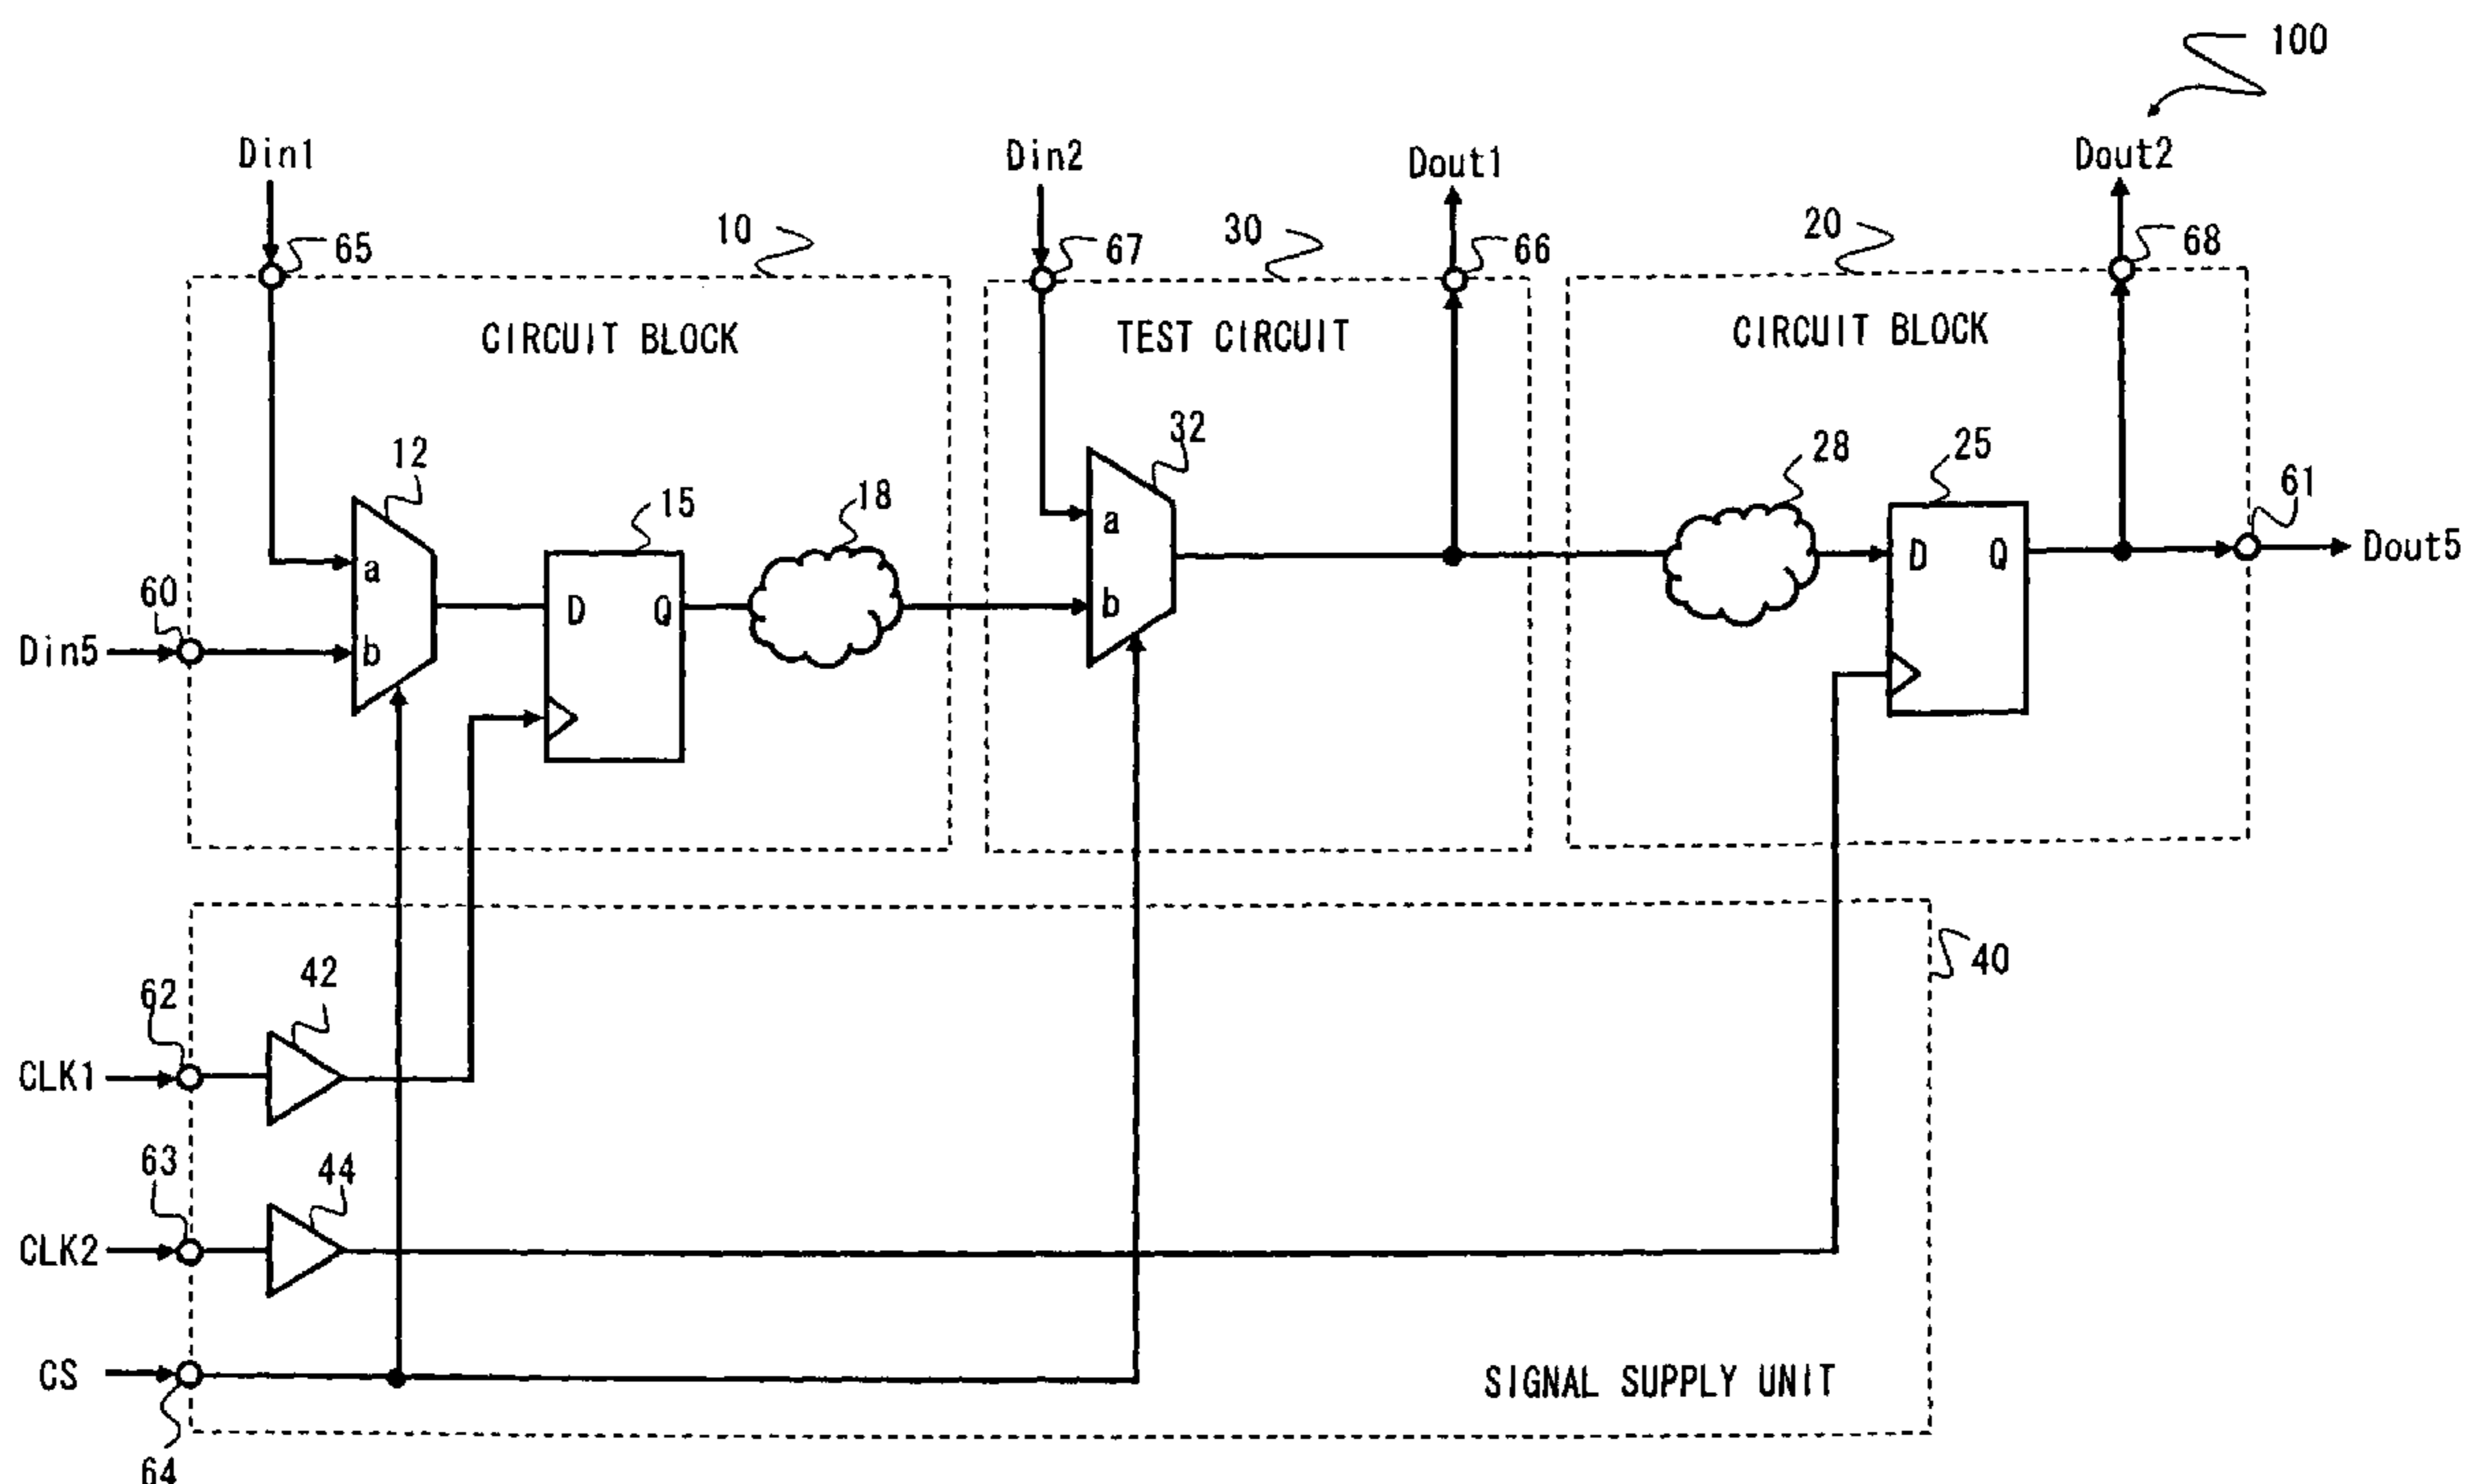 100
Din1
Din2
Dout1
Dout2
65
10
67
30
66
20
68
CIRCUIT BLOCK
TEST CIRCUIT
CIRCUIT BLOCK
12
15
18
32
28
25
61
a
b
D
Q
a
b
D
Q
60
Din5
Dout5
62
42
40
CLK1
63
44
CLK2
CS
64
SIGNAL SUPPLY UNIT